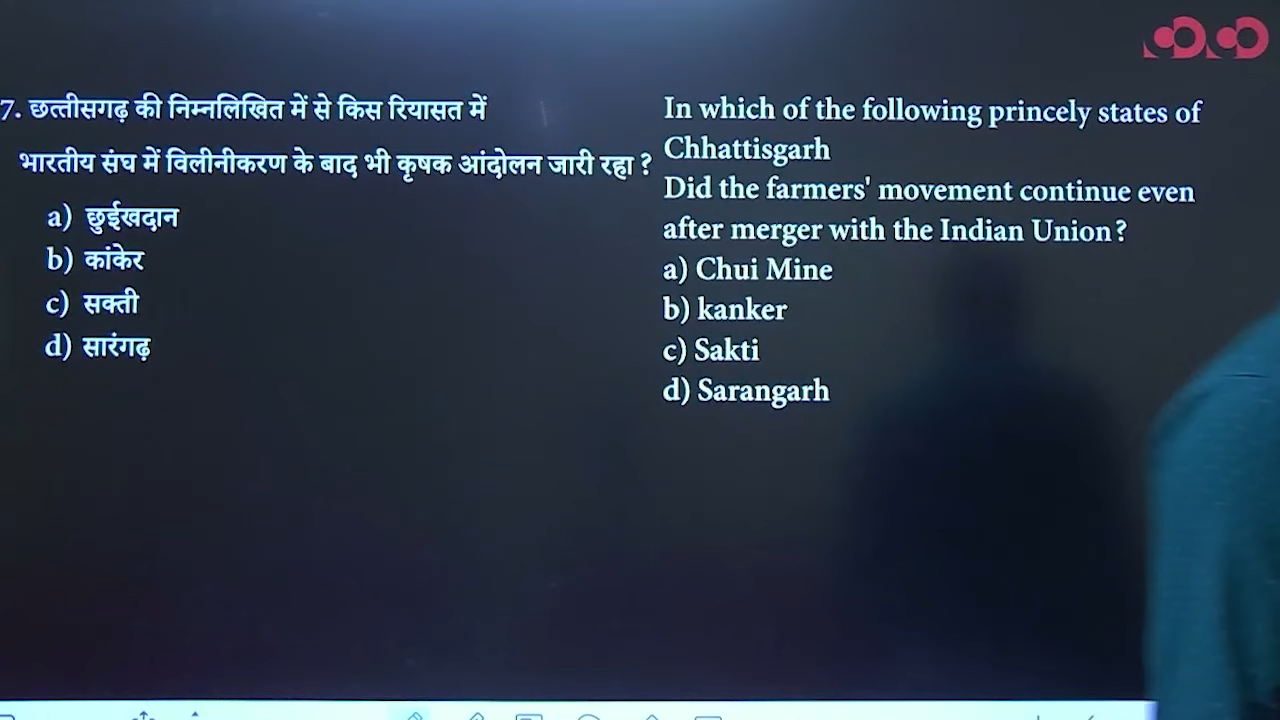 7. छत्तीसगढ़ की निम्नलिखित में से किस रियासत में
भारतीय संघ में विलीनीकरण के बाद भी कृषक आंदोलन जारी रहा ?
a) छुईखदान
b) कांकेर
c) सक्ती
d) सारंगढ़
In which of the following princely states of
Chhattisgarh
Did the farmers' movement continue even
after merger with the Indian Union?
a) Chui Mine
b) kanker
c) Sakti
d) Sarangarh